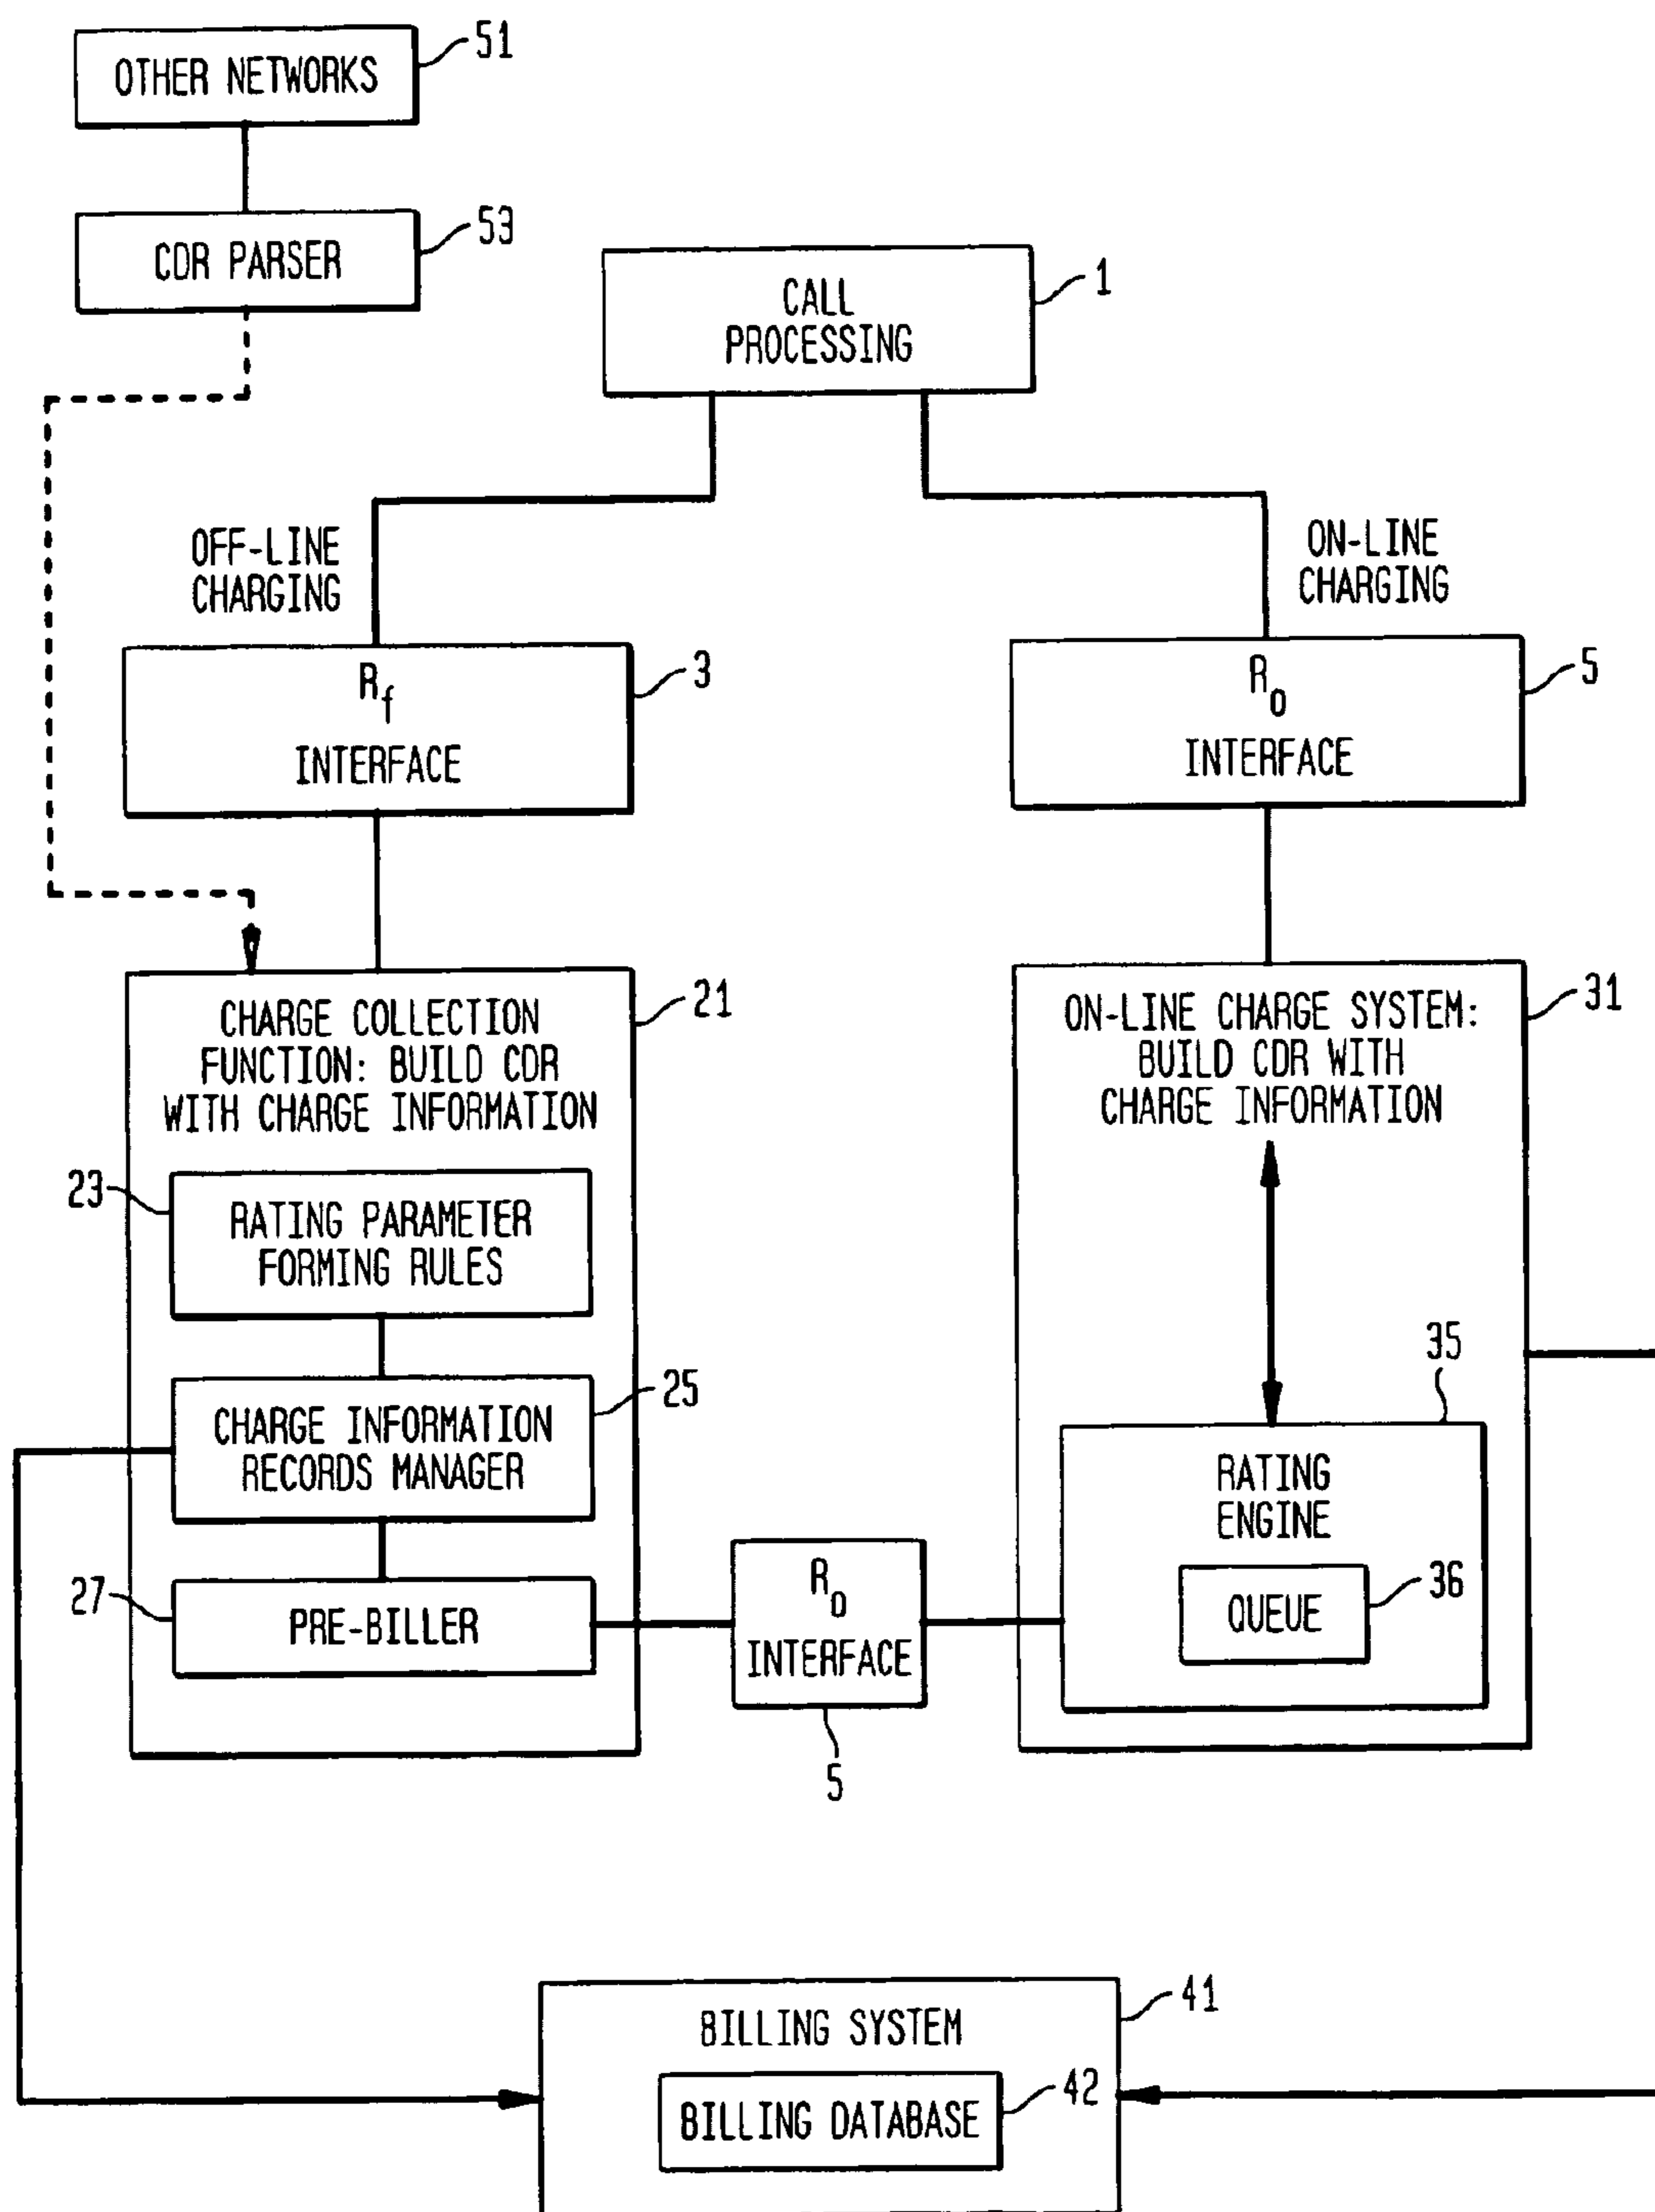 OTHER NETWORKS
51
CDR PARSER
53
CALL
PROCESSING
1
OFF-LINE
CHARGING
ON-LINE
CHARGING
Rf
INTERFACE
3
Ro
INTERFACE
5
CHARGE COLLECTION
FUNCTION: BUILD CDR
WITH CHARGE INFORMATION
21
ON-LINE CHARGE SYSTEM:
BUILD CDR WITH
CHARGE INFORMATION
31
23
RATING PARAMETER
FORMING RULES
CHARGE INFORMATION
RECORDS MANAGER
25
35
RATING
ENGINE
QUEUE
36
27
PRE-BILLER
Ro
INTERFACE
5
BILLING SYSTEM
41
BILLING DATABASE
42